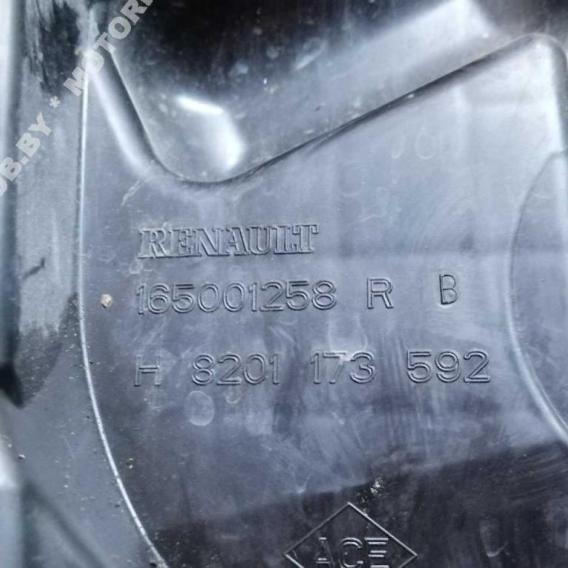 RENAULT
165001258 R B
H 8201 173 592
ACE